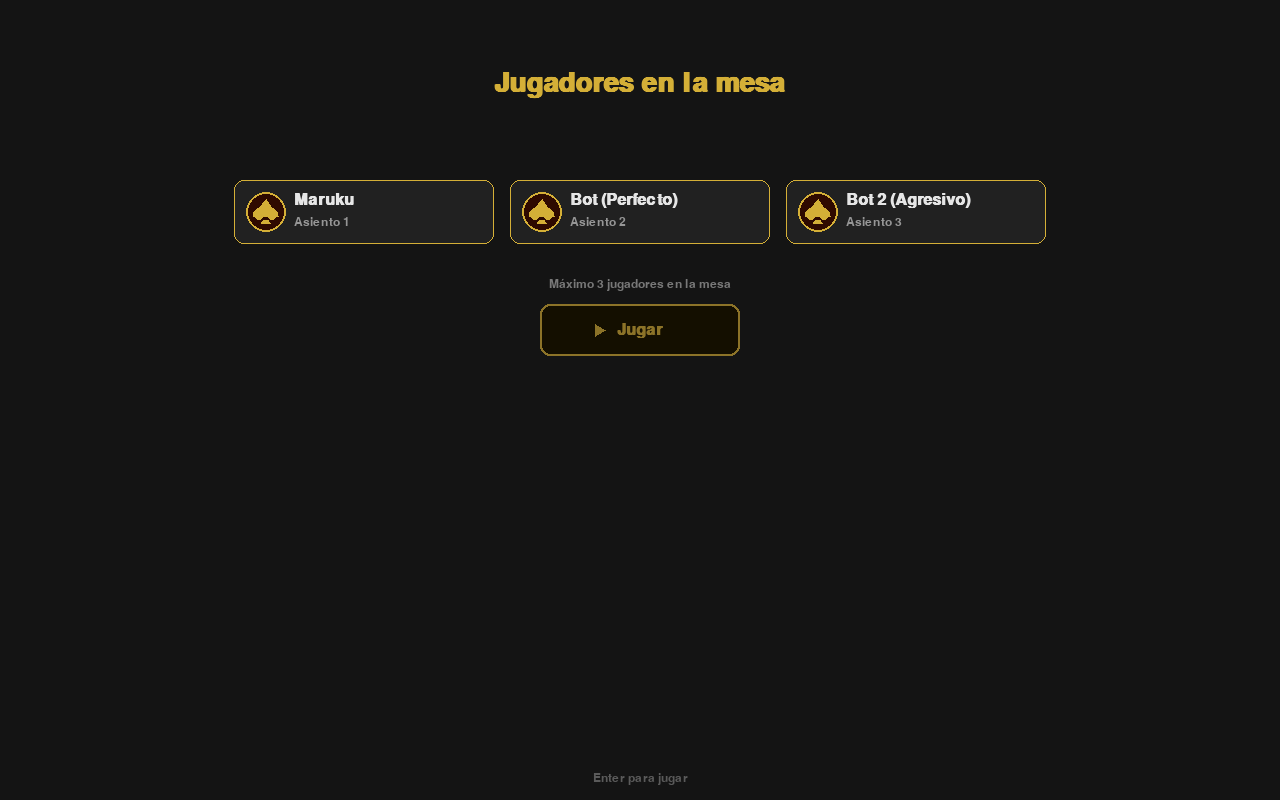 Jugadores en la mesa
Maruku
Asiento 1
Bot (Perfecto)
Asiento 2
Bot 2 (Agresivo)
Asiento 3
Máximo 3 jugadores en la mesa
Jugar
Enter para jugar